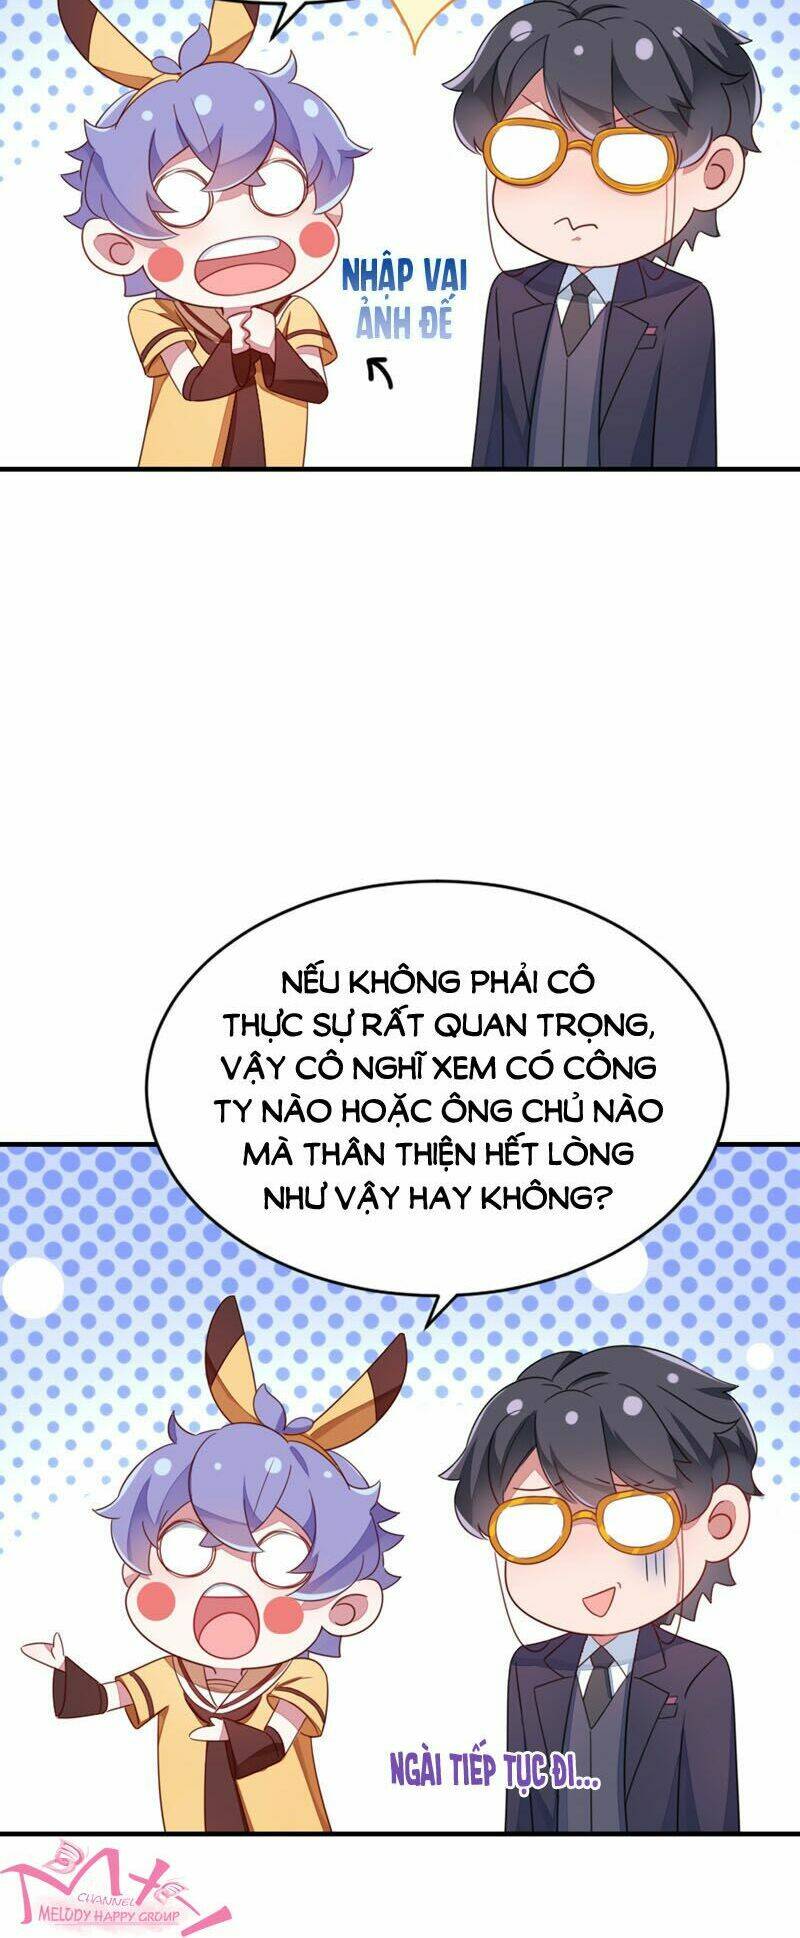 NHẬP VAI
ẢNH ĐẾ
NẾU KHÔNG PHẢI CÔ
THỰC SỰ RẤT QUAN TRỌNG,
VẬY CÔ NGHĨ XEM CÓ CÔNG
TY NÀO HOẶC ÔNG CHỦ NÀO
MÀ THÂN THIỆN HẾT LÒNG
NHƯ VẬY HAY KHÔNG?
NGÀI TIẾP TỤC ĐI...
CHANNEL
MELODY HAPPY GROUP